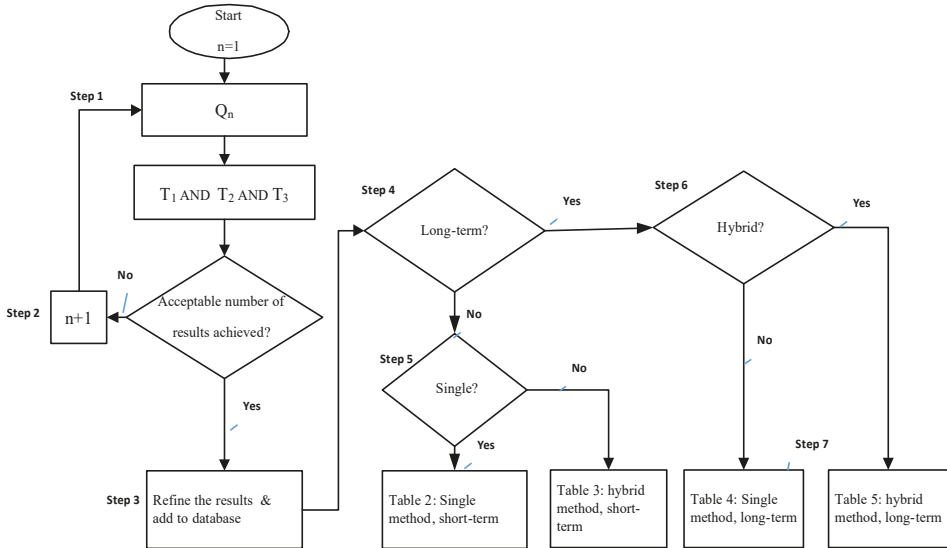 Start
n=1
Step 1
Qn
T1 AND T2 AND T3
No
Acceptable number of
results achieved?
Step 2
n+1
Yes
Step 3
Refine the results &
add to database
Step 4
Long-term?
Yes
No
Step 5
Single?
No
Yes
Table 2: Single
method, short-term
Table 3: hybrid
method, short-
term
Step 6
Hybrid?
Yes
No
Step 7
Table 4: Single
method, long-term
Table 5: hybrid
method, long-term